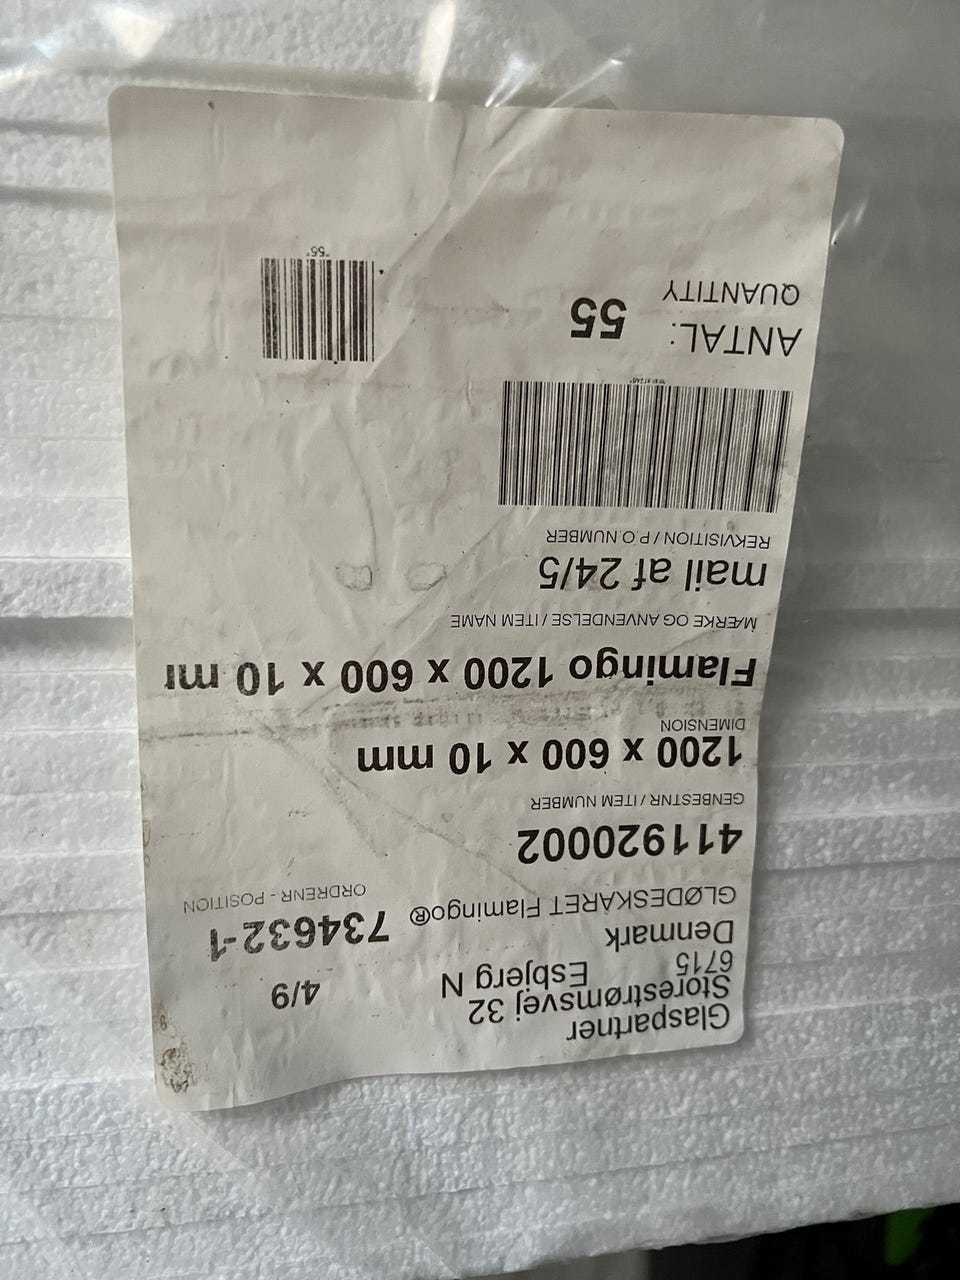 Glaspartner
Storestrømsvej 32
6715 Esbjerg N
Denmark
4/9
GLØDESKÅRET Flamingo®
734632-1
ORDRENR - POSITION
411920002
GENBESTNR / ITEM NUMBER
1200 x 600 x 10 mm
DIMENSION
Flamingo 1200 x 600 x 10 m
MÆRKE OG ANVENDELSE / ITEM NAME
mail af 24/5
REKVISITION / P.O.NUMBER
ANTAL: 55
QUANTITY
*55*